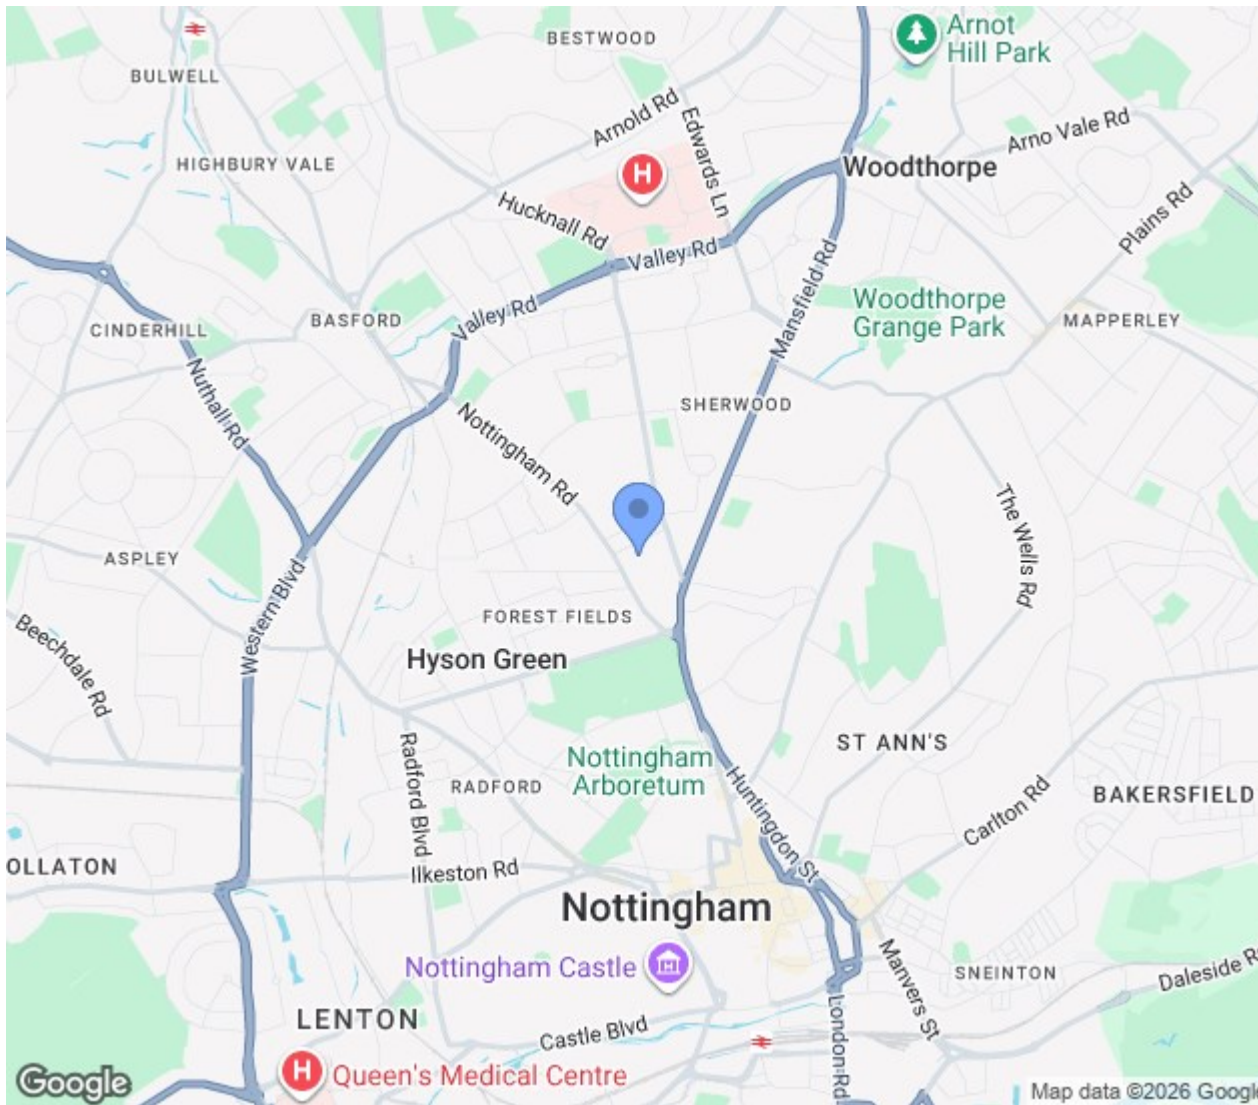 BESTWOOD
Arnot
Hill Park
BULWELL
Arnold Rd
Edwards Ln
Arno Vale Rd
HIGHBURY VALE
H
Woodthorpe
Hucknall Rd
Plains Rd
Valley Rd
Mansfield Rd
Woodthorpe
Grange Park
Valley Rd
CINDERHILL
BASFORD
MAPPERLEY
Nuthall Rd
SHERWOOD
Nottingham Rd
The Wells Rd
ASPLEY
Western Blvd
FOREST FIELDS
Beechdale Rd
Hyson Green
ST ANN'S
Nottingham
Arboretum
Radford Blvd
RADFORD
Huntingdon St
Carlton Rd
BAKERSFIELD
OLLATON
Ilkeston Rd
Nottingham
Nottingham Castle
Manvers St
SNEINTON
Daleside R
LENTON
Castle Blvd
London Rd
H
Queen's Medical Centre
Google
Map data ©2026 Google